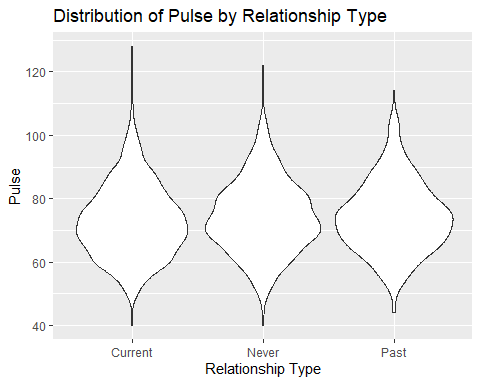 Distribution of Pulse by Relationship Type
Pulse
120
100
80
60
40
Current Never Past
Relationship Type